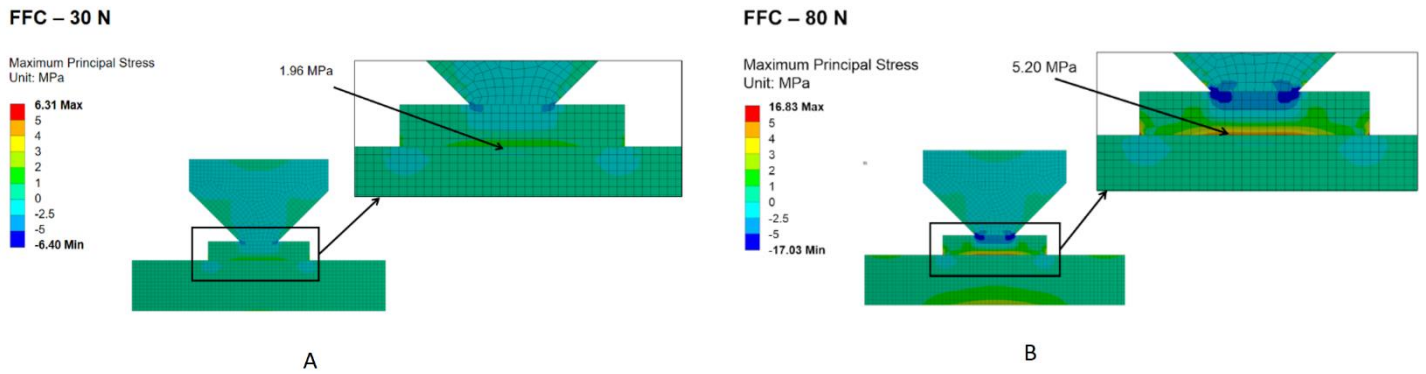 FFC – 30 N
Maximum Principal Stress
Unit: MPa
6.31 Max
5
4
3
2
1
0
-2.5
-5
-6.40 Min
1.96 MPa
A
FFC – 80 N
Maximum Principal Stress
Unit: MPa
16.83 Max
5
4
3
2
1
0
-2.5
-5
-17.03 Min
5.20 MPa
B